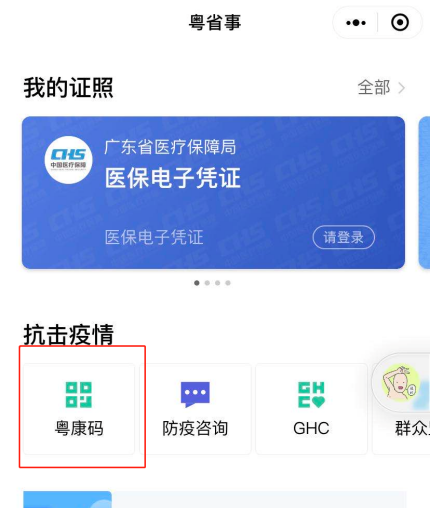 粤省事
我的证照
全部
CHS
中国医疗保障
广东省医疗保障局
医保电子凭证
医保电子凭证
请登录
抗击疫情
粤康码
防疫咨询
GHC
群众